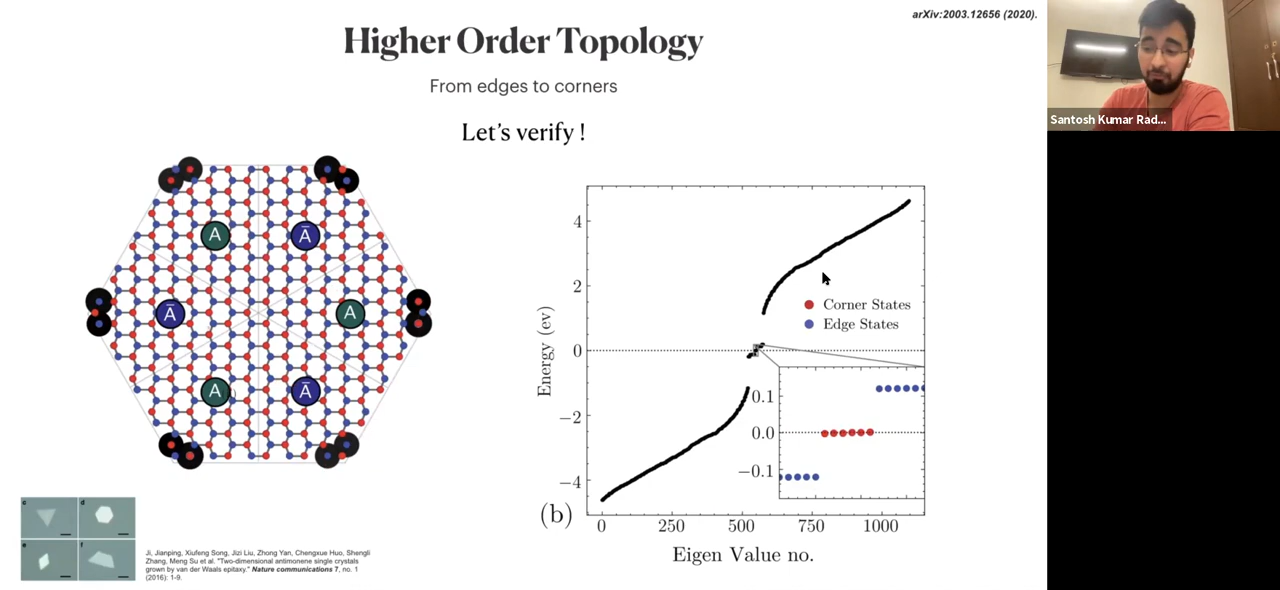 arXiv:2003.12656 (2020).
Higher Order Topology
From edges to corners
Let's verify !
Santosh Kumar Rad...
A
Ā
Ā
A
A
Ā
4
2
0
−2
−4
Energy (ev)
Corner States
Edge States
0.1
0.0
−0.1
(b)
0 250 500 750 1000
Eigen Value no.
c
d
e
f
Ji, Jianping, Xiufeng Song, Jizi Liu, Zhong Yan, Chengxue Huo, Shengli
Zhang, Meng Su et al. "Two-dimensional antimonene single crystals
grown by van der Waals epitaxy." Nature communications 7, no. 1
(2016): 1-9.